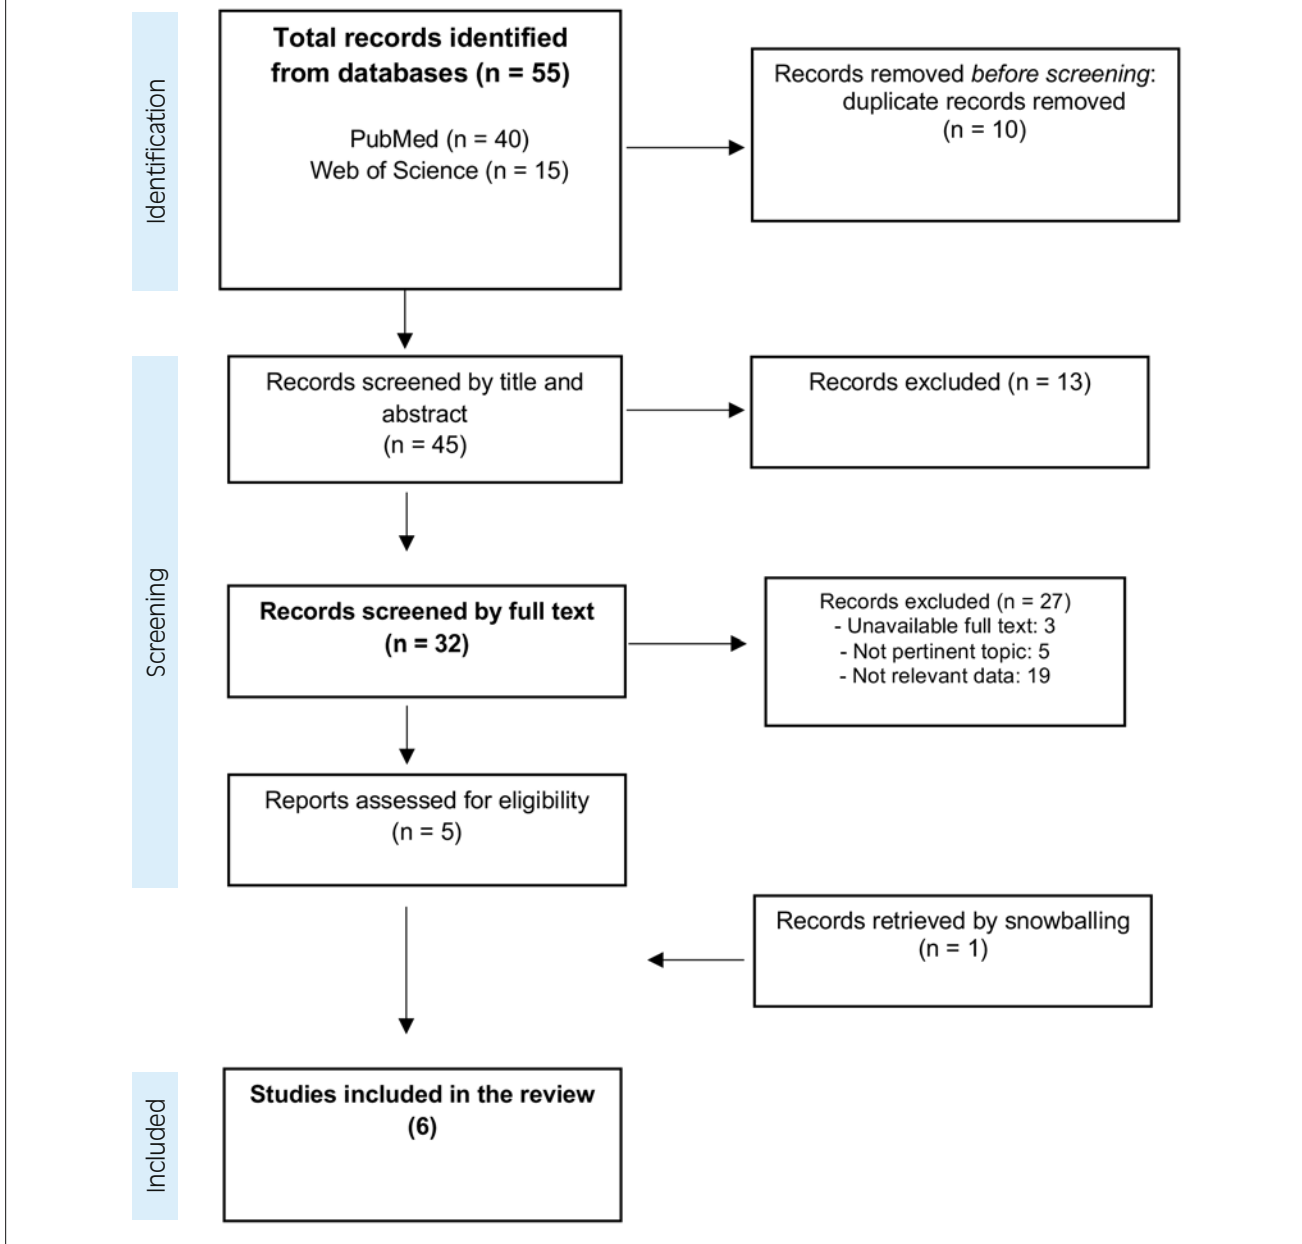 Identification
Total records identified
from databases (n = 55)
PubMed (n = 40)
Web of Science (n = 15)
Records removed before screening:
duplicate records removed
(n = 10)
Screening
Records screened by title and
abstract
(n = 45)
Records excluded (n = 13)
Records screened by full text
(n = 32)
Records excluded (n = 27)
- Unavailable full text: 3
- Not pertinent topic: 5
- Not relevant data: 19
Reports assessed for eligibility
(n = 5)
Records retrieved by snowballing
(n = 1)
Included
Studies included in the review
(6)